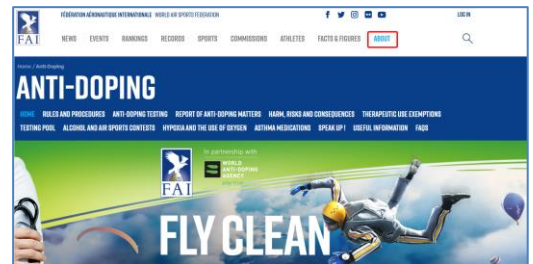 FÉDÉRATION AÉRONAUTIQUE INTERNATIONALE WORLD AIR SPORTS FEDERATION
LOG IN
FAI
NEWS EVENTS RANKINGS RECORDS SPORTS COMMISSIONS ATHLETES FACTS & FIGURES ABOUT
Home / Anti-Doping
ANTI-DOPING
HOME RULES AND PROCEDURES ANTI-DOPING TESTING REPORT OF ANTI-DOPING MATTERS HARM, RISKS AND CONSEQUENCES THERAPEUTIC USE EXEMPTIONS
TESTING POOL ALCOHOL AND AIR SPORTS CONTESTS HYPOXIA AND THE USE OF OXYGEN ASTHMA MEDICATIONS SPEAK UP ! USEFUL INFORMATION FAQS
In partnership with
WORLD
ANTI-DOPING
AGENCY
FAI
FLY CLEAN